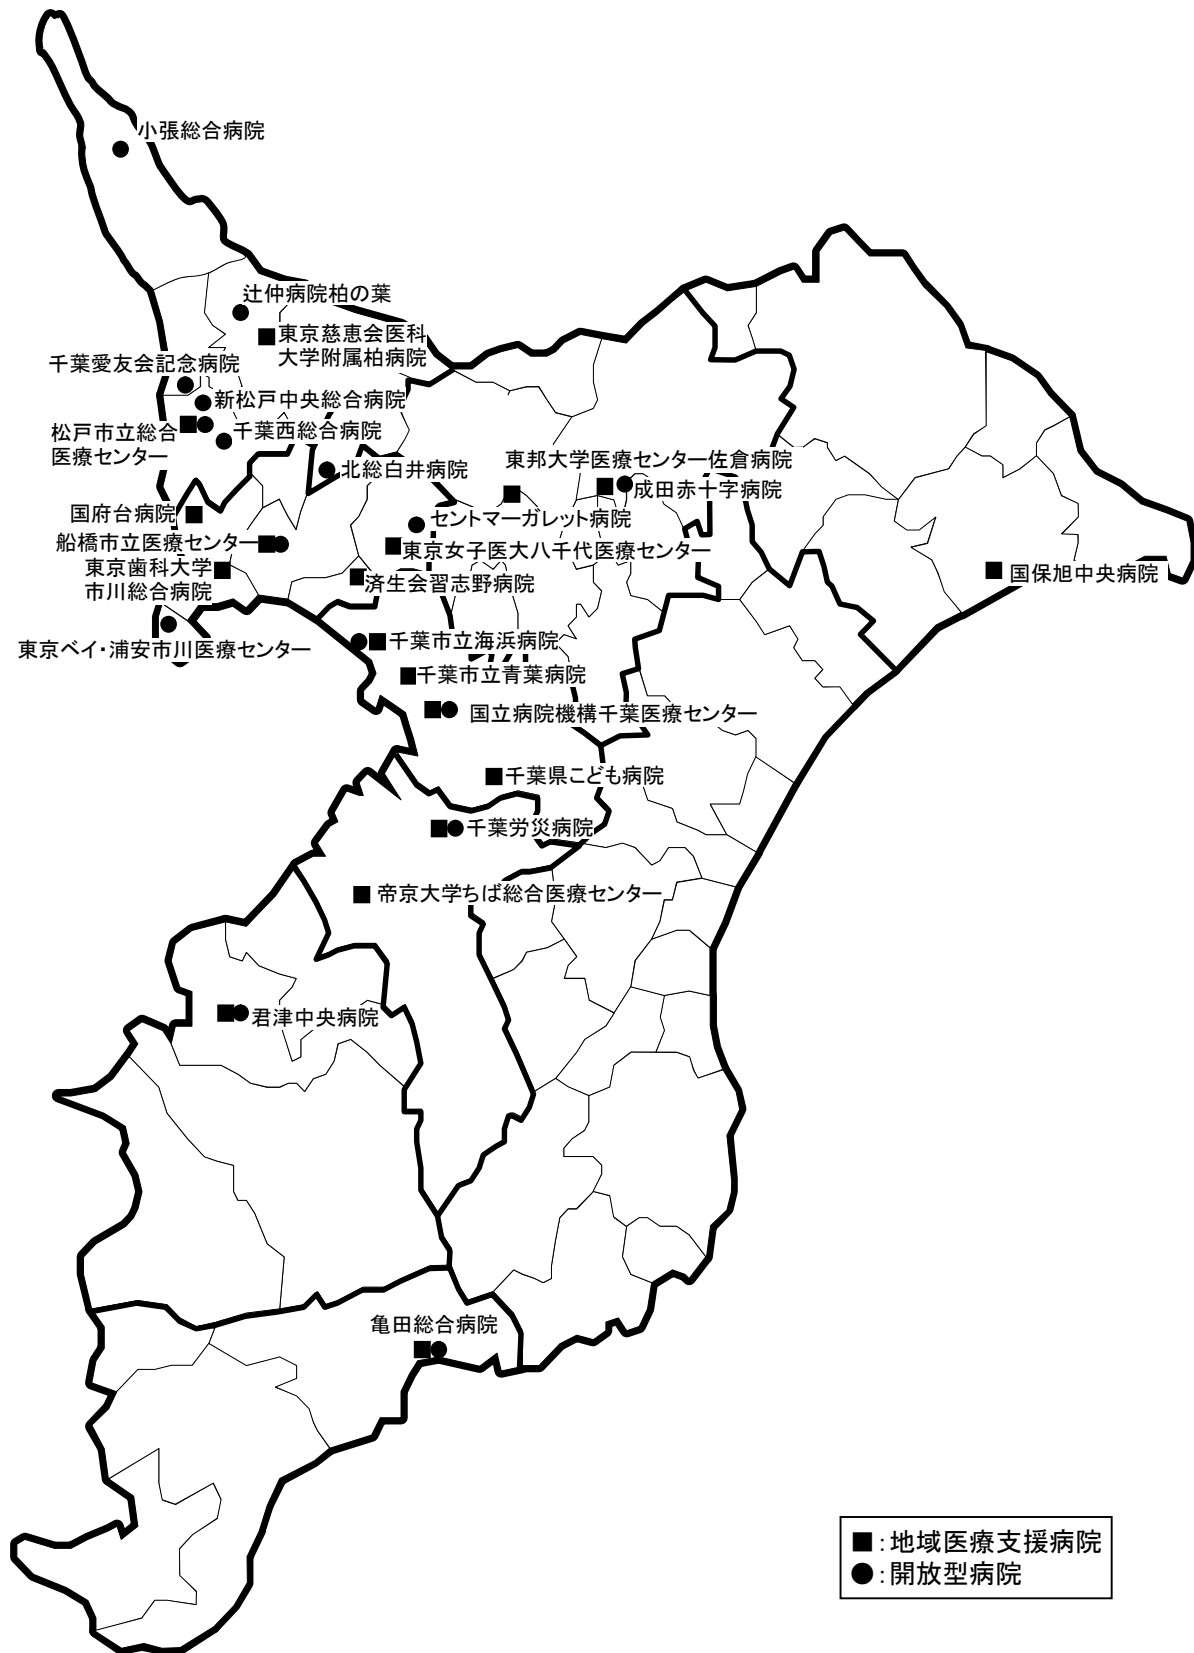 小張総合病院
辻仲病院柏の葉
東京慈恵会医科
大学附属柏病院
千葉愛友会記念病院
新松戸中央総合病院
松戸市立総合
医療センター
千葉西総合病院
北総白井病院
東邦大学医療センター佐倉病院
成田赤十字病院
国府台病院
セントマーガレット病院
船橋市立医療センター
東京女子医大八千代医療センター
東京歯科大学
市川総合病院
済生会習志野病院
国保旭中央病院
東京ベイ・浦安市川医療センター
千葉市立海浜病院
千葉市立青葉病院
国立病院機構千葉医療センター
千葉県こども病院
千葉労災病院
帝京大学ちば総合医療センター
君津中央病院
亀田総合病院
■:地域医療支援病院
●:開放型病院